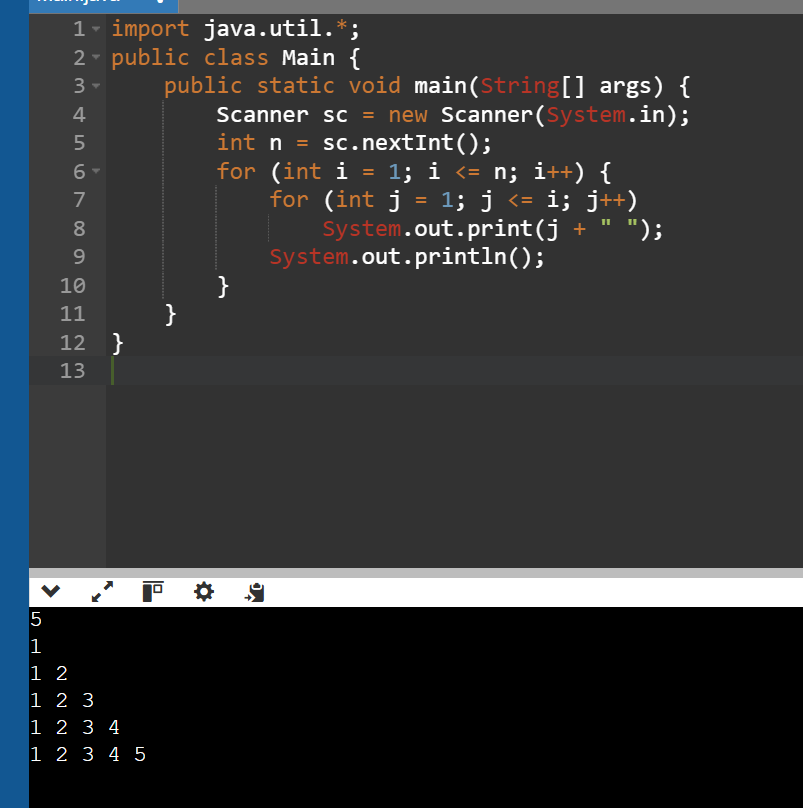 1 import java.util.*;
2 public class Main {
3     public static void main(String[] args) {
4         Scanner sc = new Scanner(System.in);
5         int n = sc.nextInt();
6         for (int i = 1; i <= n; i++) {
7             for (int j = 1; j <= i; j++)
8                 System.out.print(j + " ");
9             System.out.println();
10         }
11     }
12 }
13
5
1
1 2
1 2 3
1 2 3 4
1 2 3 4 5